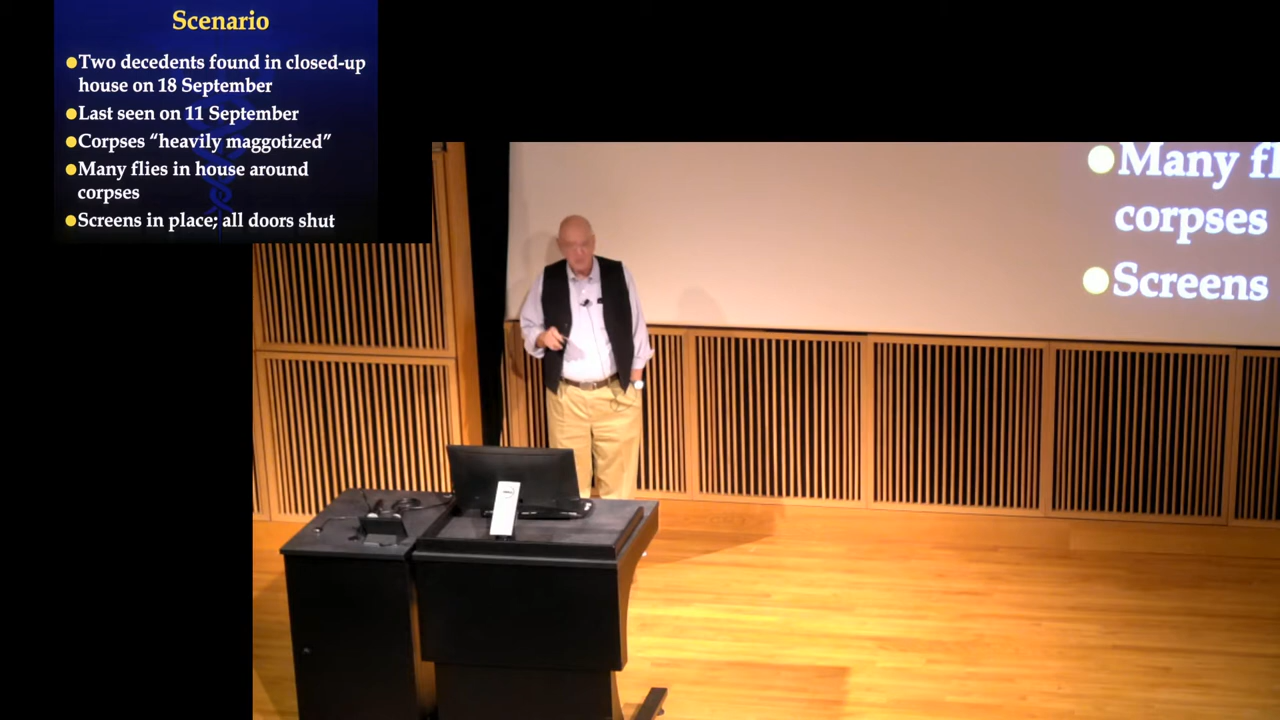 Scenario
●Two decedents found in closed-up
house on 18 September
●Last seen on 11 September
●Corpses “heavily maggotized”
●Many flies in house around
corpses
●Screens in place; all doors shut
●Many fl
corpses
●Screens